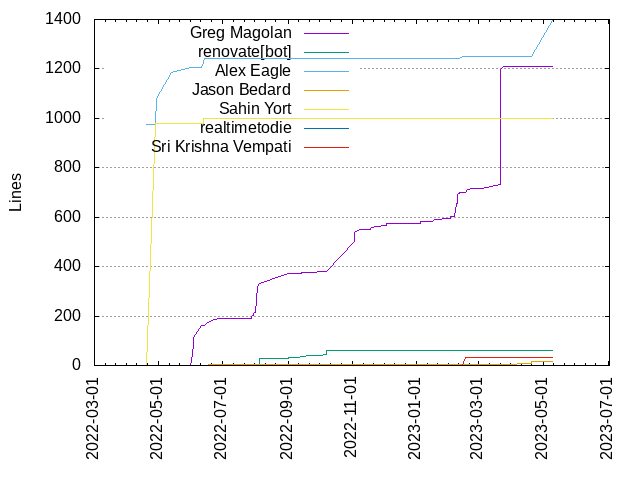 1400
1200
1000
800
600
400
200
0
Lines
Greg Magolan
renovate[bot]
Alex Eagle
Jason Bedard
Sahin Yort
realtimetodie
Sri Krishna Vempati
2022-03-01
2022-05-01
2022-07-01
2022-09-01
2022-11-01
2023-01-01
2023-03-01
2023-05-01
2023-07-01